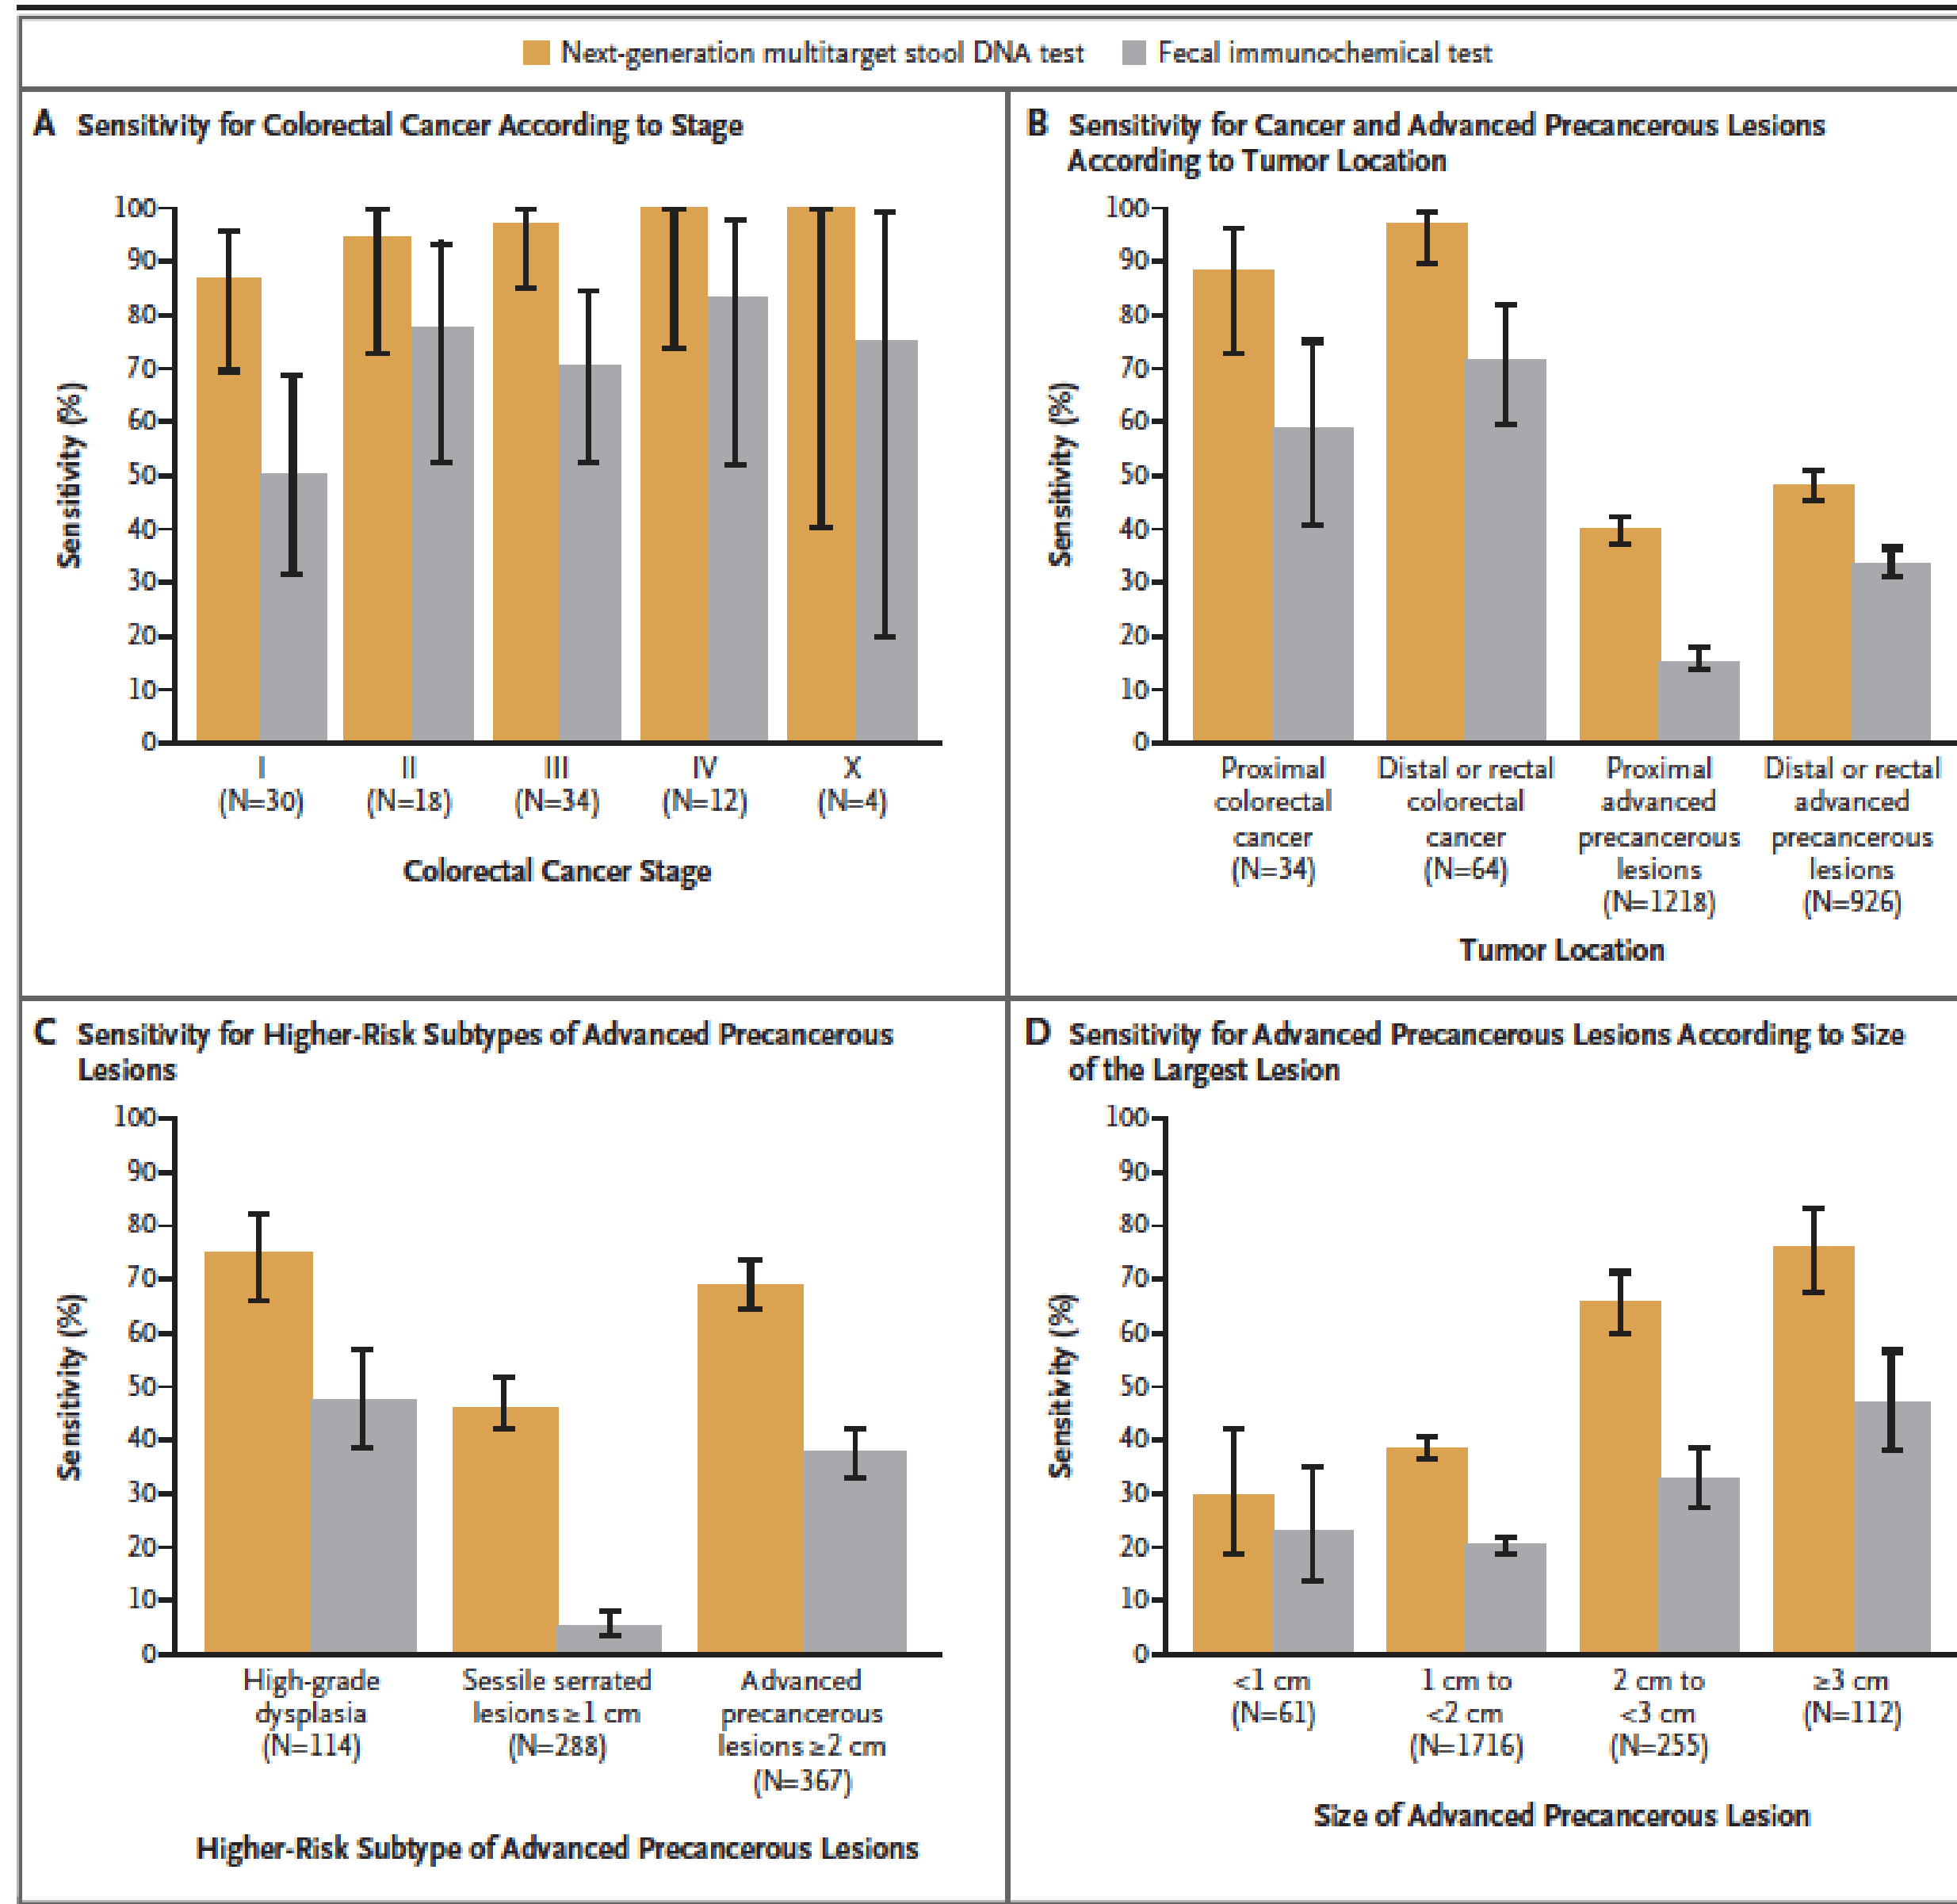 Next-generation multitarget stool DNA test
Fecal immunochemical test
A Sensitivity for Colorectal Cancer According to Stage
100
90
80
70
60
50
40
30
20
10
0
Sensitivity (%)
I
(N=30)
II
(N=18)
III
(N=34)
IV
(N=12)
X
(N=4)
Colorectal Cancer Stage
B Sensitivity for Cancer and Advanced Precancerous Lesions
According to Tumor Location
100
90
80
70
60
50
40
30
20
10
0
Sensitivity (%)
Proximal
colorectal
cancer
(N=34)
Distal or rectal
colorectal
cancer
(N=64)
Proximal
advanced
precancerous
lesions
(N=1218)
Distal or rectal
advanced
precancerous
lesions
(N=926)
Tumor Location
C Sensitivity for Higher-Risk Subtypes of Advanced Precancerous
Lesions
100
90
80
70
60
50
40
30
20
10
0
Sensitivity (%)
High-grade
dysplasia
(N=114)
Sessile serrated
lesions ≥1 cm
(N=288)
Advanced
precancerous
lesions ≥2 cm
(N=367)
Higher-Risk Subtype of Advanced Precancerous Lesions
D Sensitivity for Advanced Precancerous Lesions According to Size
of the Largest Lesion
100
90
80
70
60
50
40
30
20
10
0
Sensitivity (%)
<1 cm
(N=61)
1 cm to
<2 cm
(N=1716)
2 cm to
<3 cm
(N=255)
≥3 cm
(N=112)
Size of Advanced Precancerous Lesion